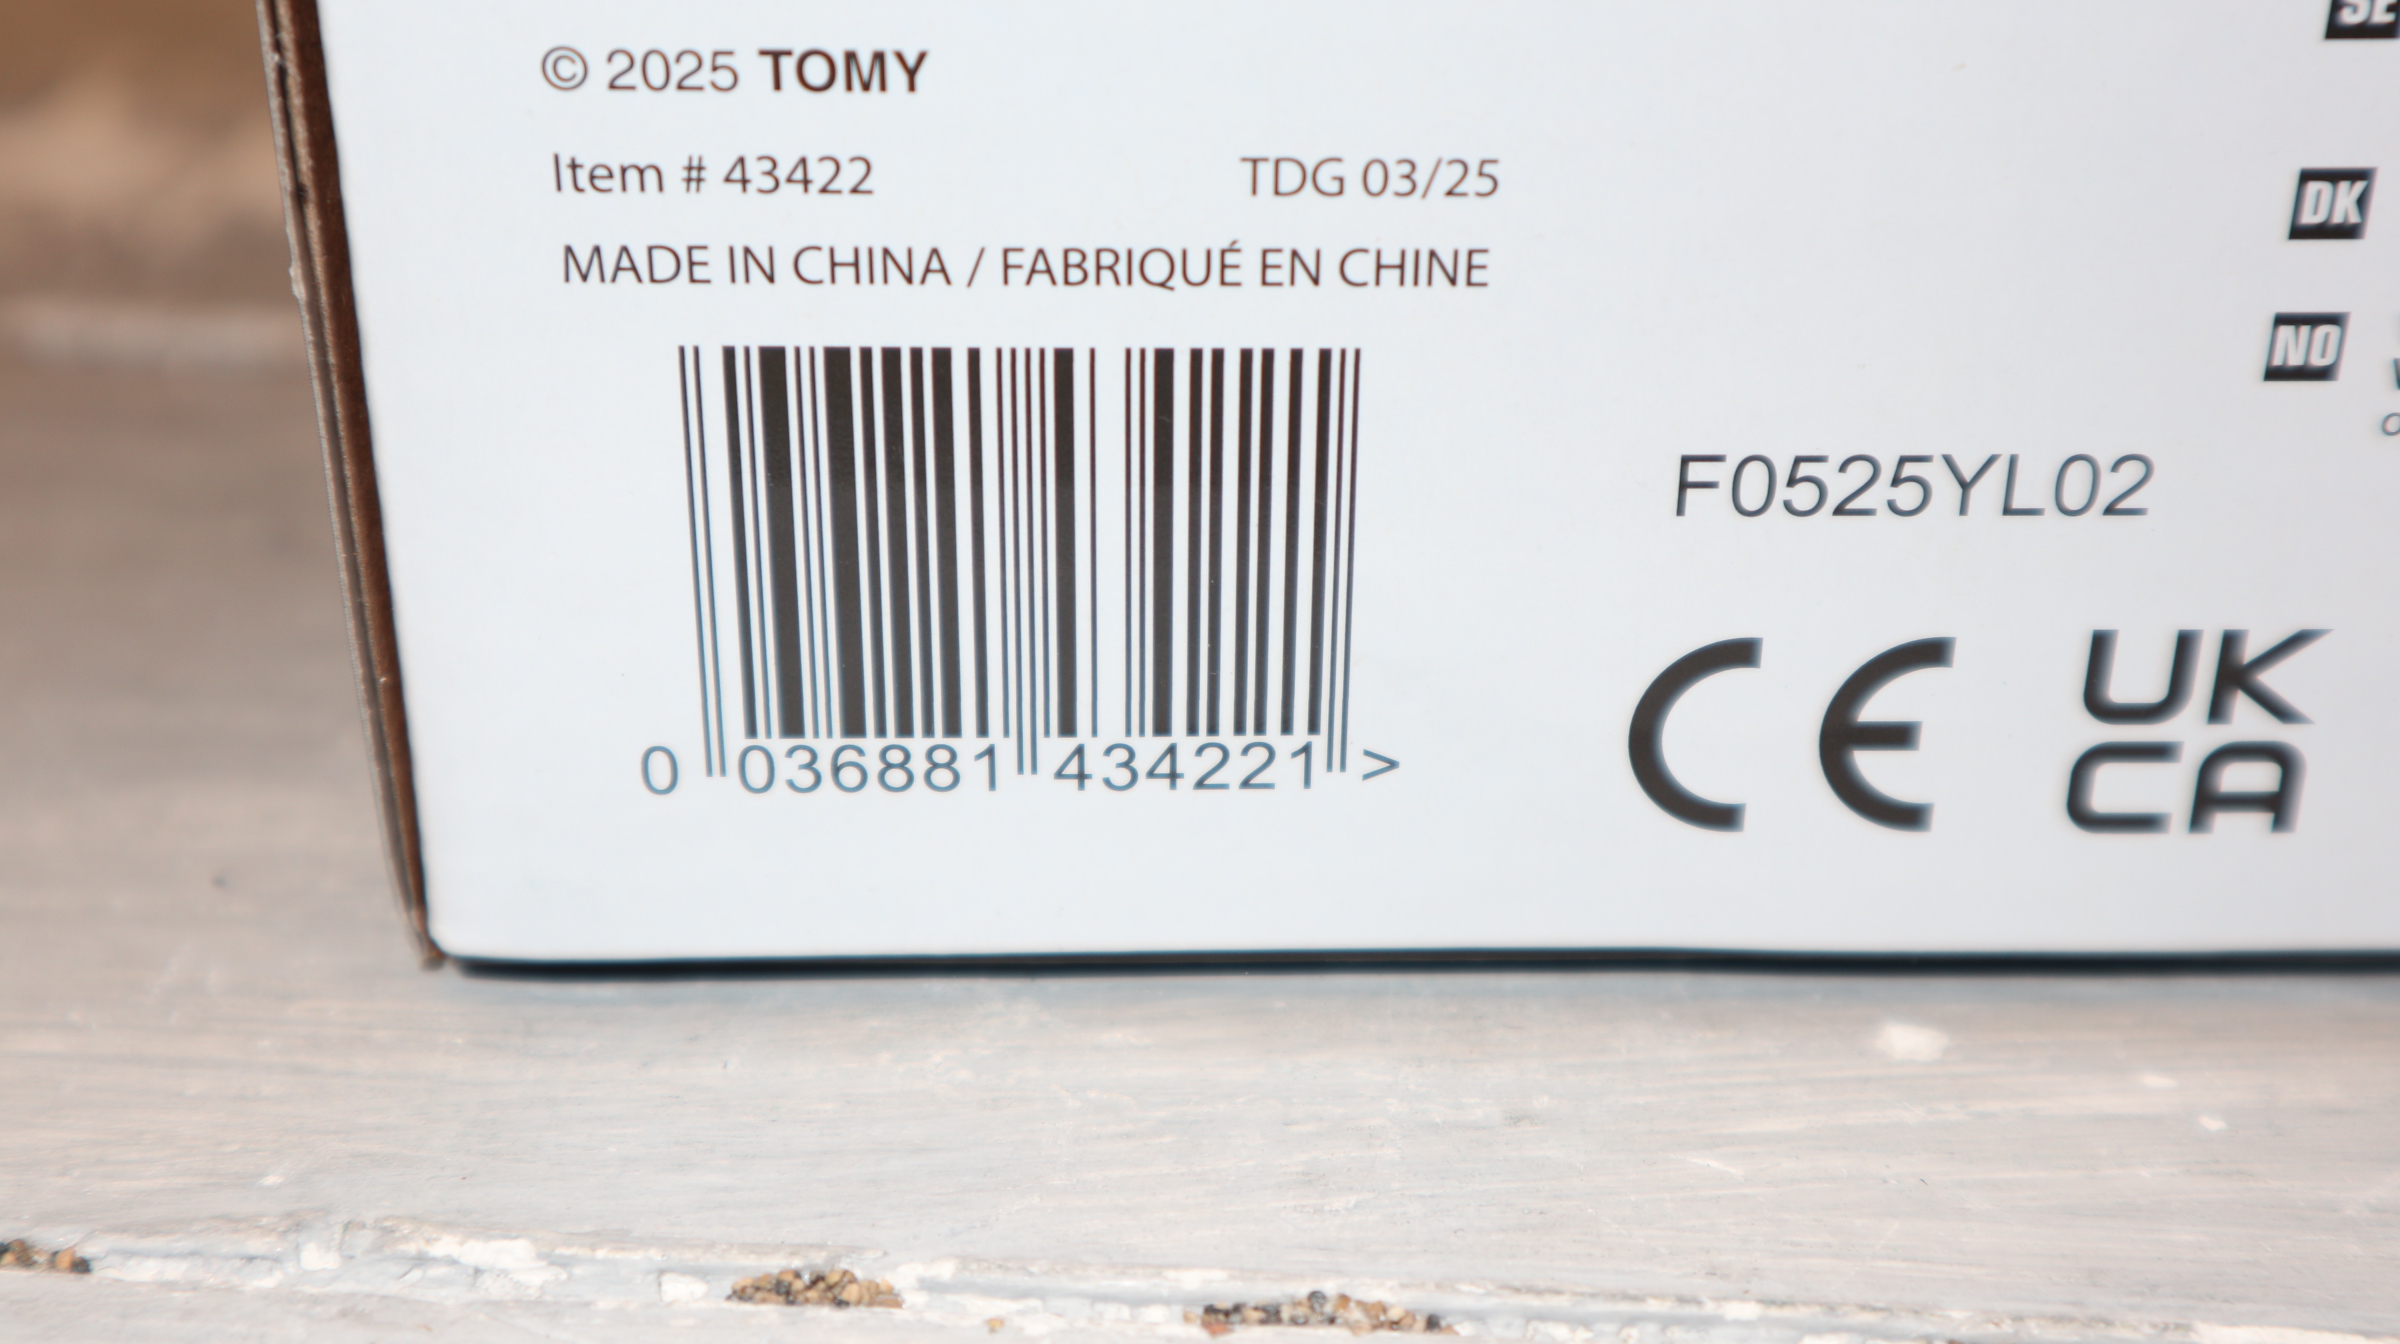 © 2025 TOMY
Item # 43422 TDG 03/25
MADE IN CHINA / FABRIQUÉ EN CHINE
0 036881 434221 >
F0525YL02
CE
UK
CA
SE
DK
NO